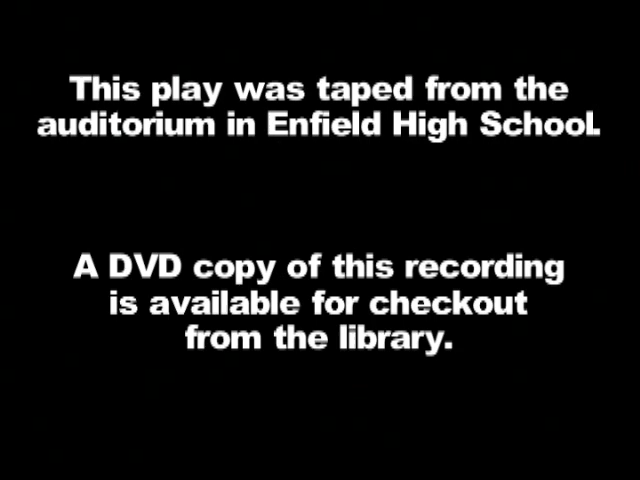 This play was taped from the
auditorium in Enfield High School.
A DVD copy of this recording
is available for checkout
from the library.